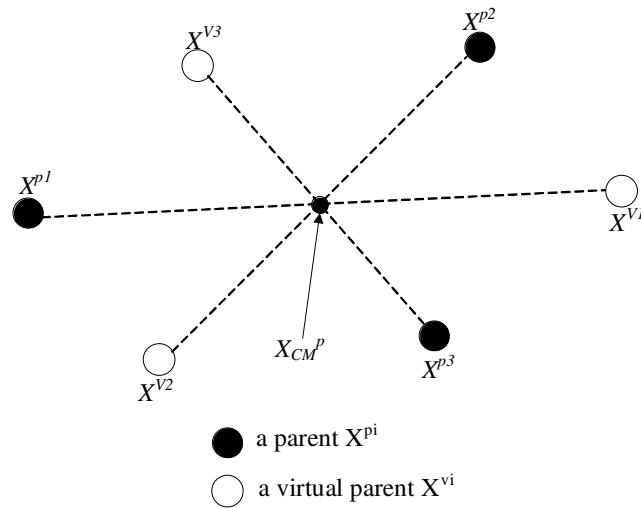 X^{V3}
X^{p2}
X^{p1}
X^{V1}
X_{CM}^{p}
X^{p3}
X^{V2}
a parent X^{pi}
a virtual parent X^{vi}